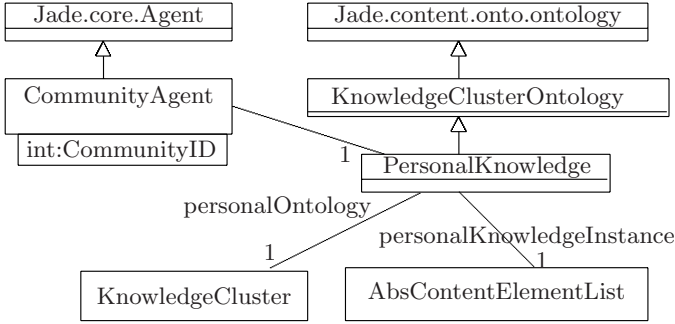 Jade.core.Agent
Jade.content.onto.ontology
CommunityAgent
KnowledgeClusterOntology
int:CommunityID
1
PersonalKnowledge
personalOntology
personalKnowledgeInstance
1
1
KnowledgeCluster
AbsContentElementList